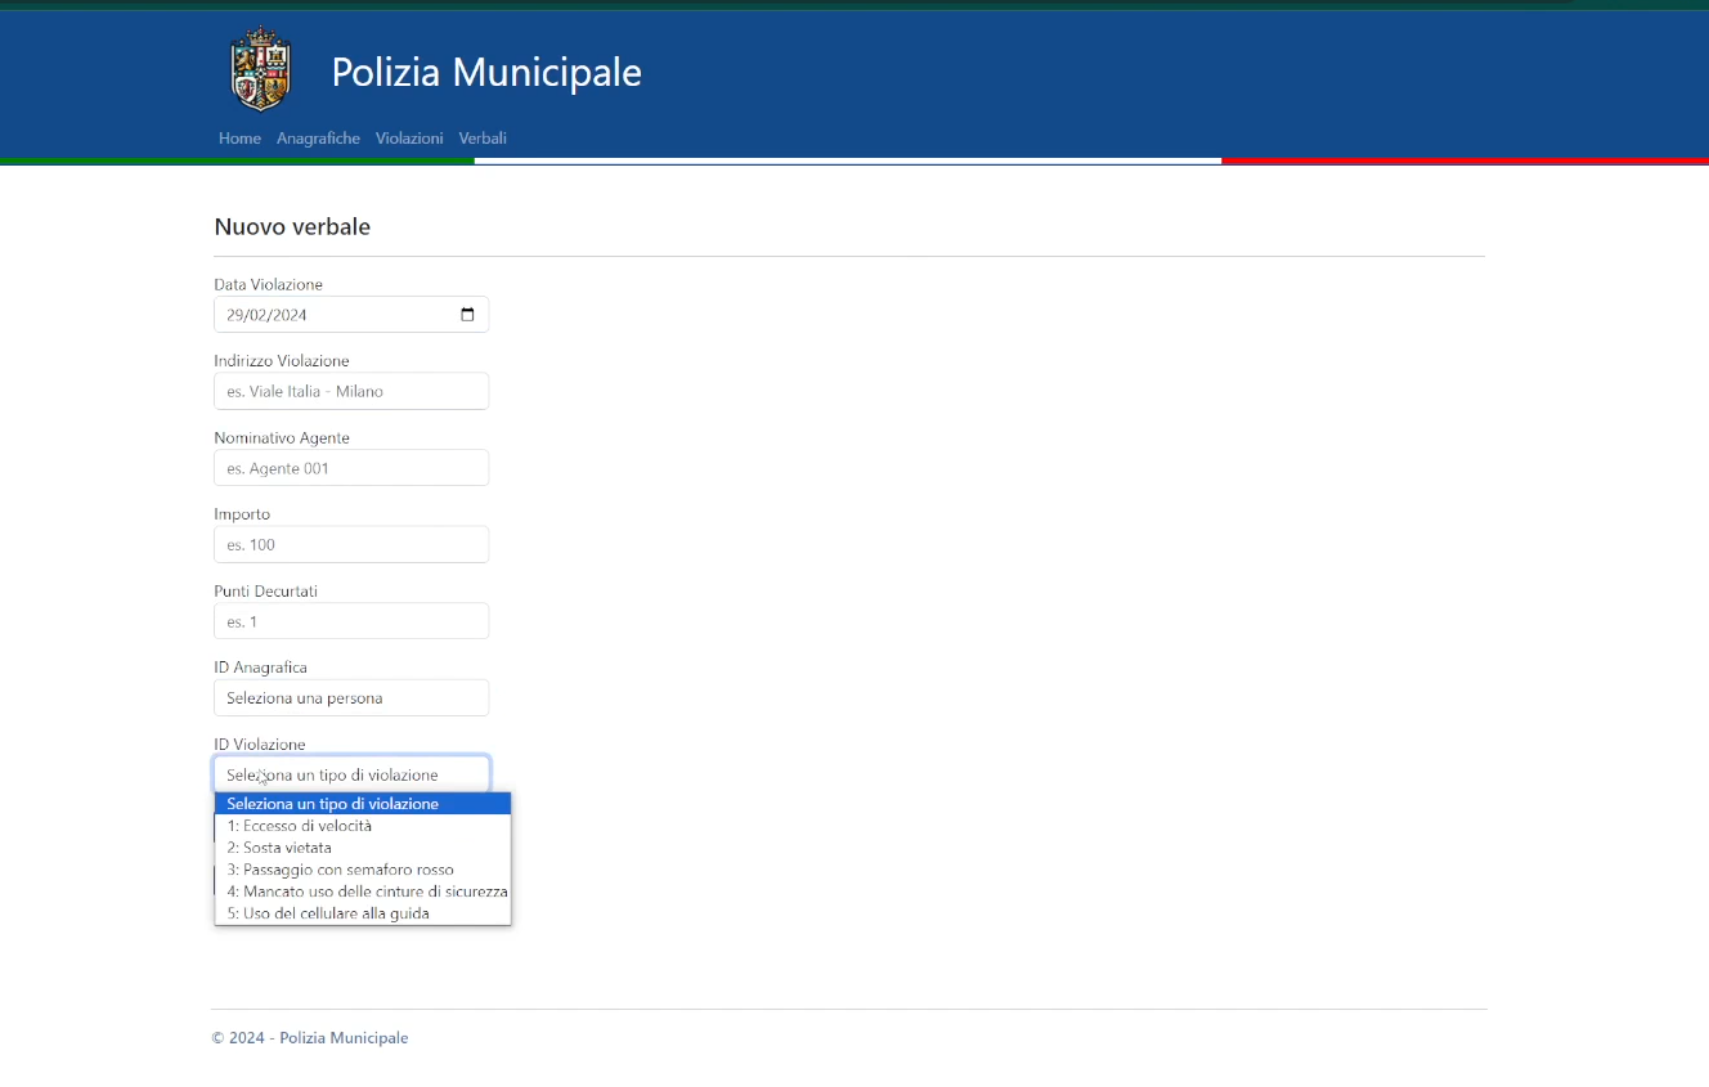 Polizia Municipale
Home Anagrafiche Violazioni Verbali
Nuovo verbale
Data Violazione
29/02/2024
Indirizzo Violazione
es. Viale Italia - Milano
Nominativo Agente
es. Agente 001
Importo
es. 100
Punti Decurtati
es. 1
ID Anagrafica
Seleziona una persona
ID Violazione
Seleziona un tipo di violazione
Seleziona un tipo di violazione
1: Eccesso di velocità
2: Sosta vietata
3: Passaggio con semaforo rosso
4: Mancato uso delle cinture di sicurezza
5: Uso del cellulare alla guida
© 2024 - Polizia Municipale